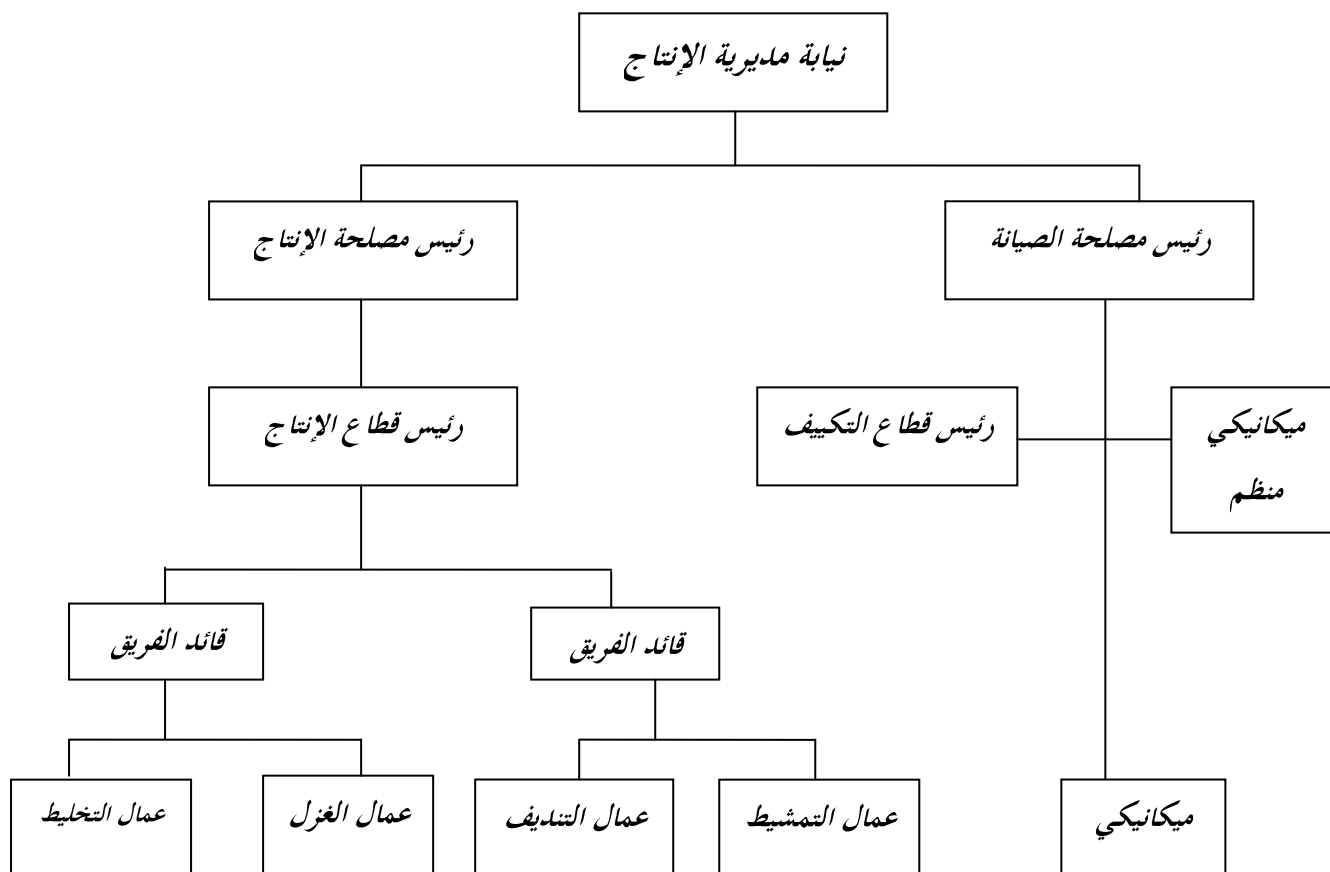 نيابة مديرية الإنتاج
رئيس مصلحة الصيانة
رئيس مصلحة الإنتاج
ميكانيكي
منظم
رئيس قطاع التكييف
رئيس قطاع الإنتاج
قائد الفريق
قائد الفريق
ميكانيكي
عمال التمشيط
عمال التنديف
عمال الغزل
عمال التخليط